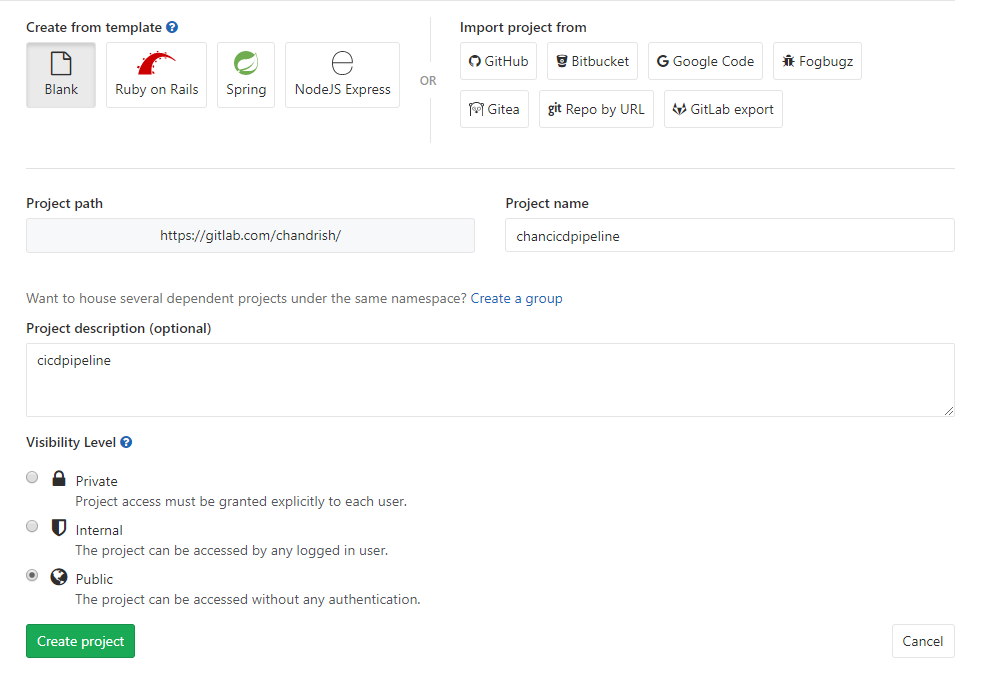 Create from template
Import project from
Blank
Ruby on Rails
Spring
NodeJS Express
OR
GitHub
Bitbucket
Google Code
Fogbugz
Gitea
git Repo by URL
GitLab export
Project path
Project name
https://gitlab.com/chandrish/
chancicdpipeline
Want to house several dependent projects under the same namespace? Create a group
Project description (optional)
cicdpipeline
Visibility Level
Private
Project access must be granted explicitly to each user.
Internal
The project can be accessed by any logged in user.
Public
The project can be accessed without any authentication.
Create project
Cancel